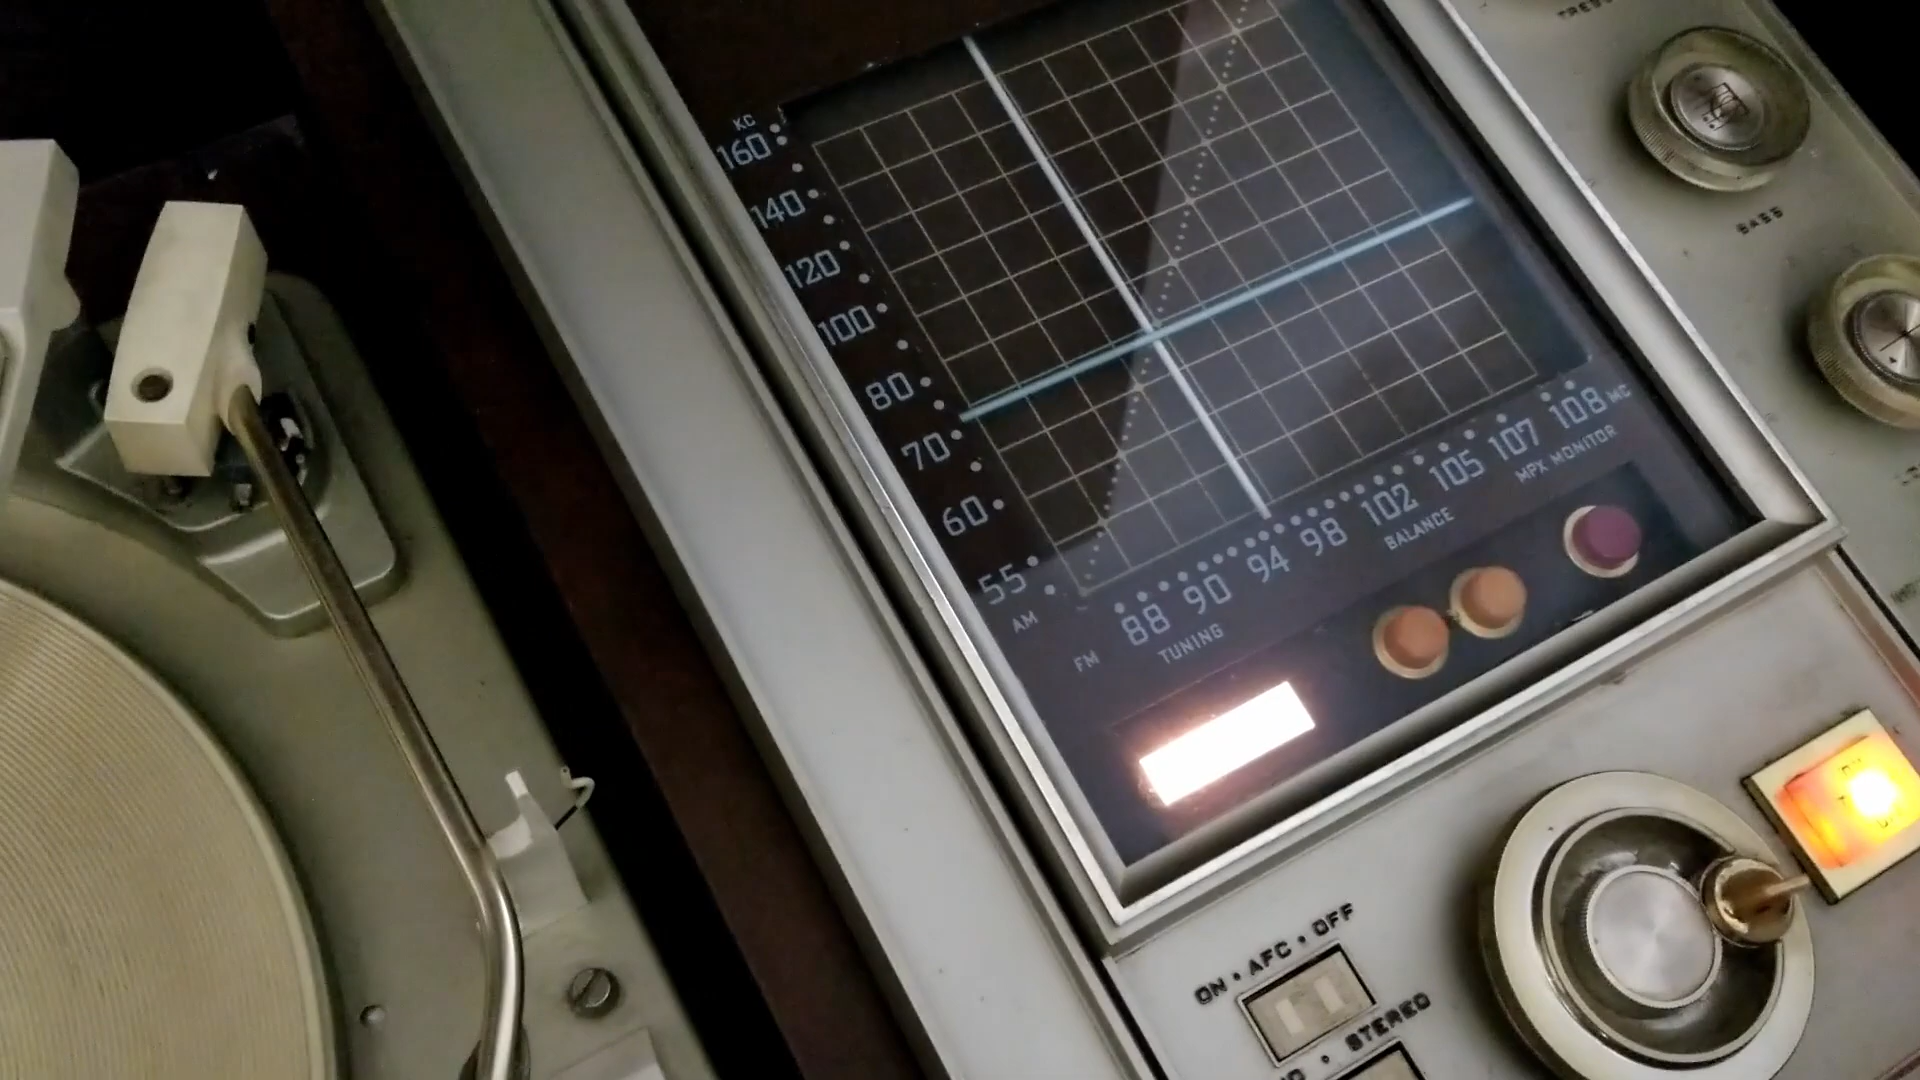 KC
160
140
120
100
80
70
60
55
AM
FM 88 90 94 98 102 105 107 108 MC
TUNING
BALANCE
MPX MONITOR
BASS
ON • AFC • OFF
• STEREO